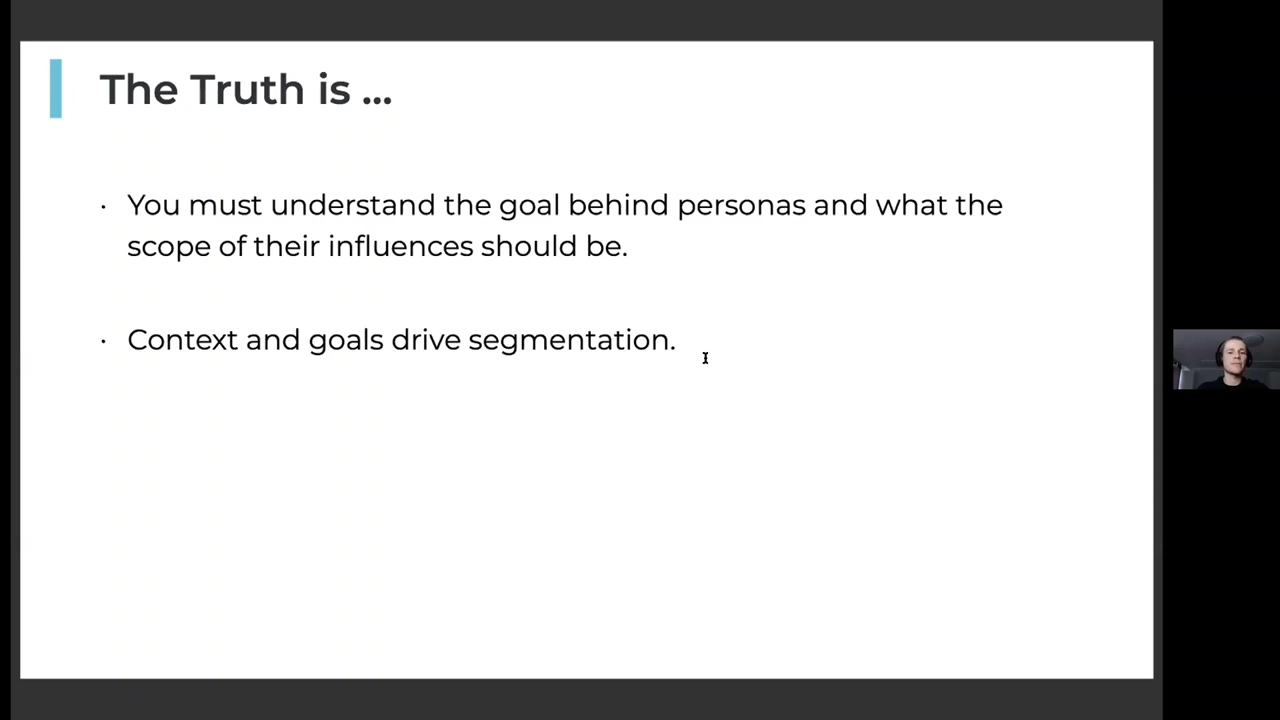 The Truth is ...
· You must understand the goal behind personas and what the
scope of their influences should be.
· Context and goals drive segmentation.